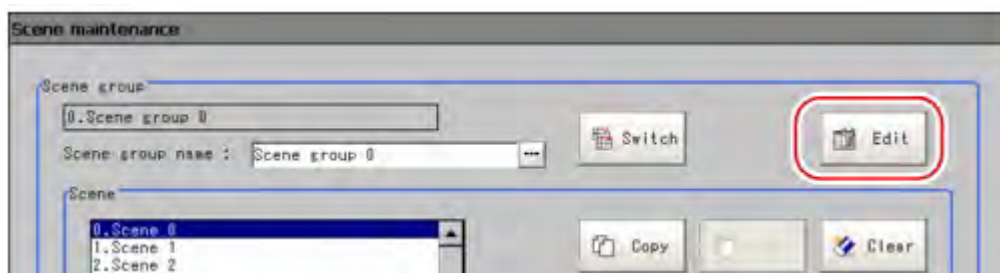 Scene maintenance
Scene group
0.Scene group 0
Switch
Edit
Scene group name : Scene group 0 ...
Scene
0.Scene 0
1.Scene 1
2.Scene 2
Copy
Clear